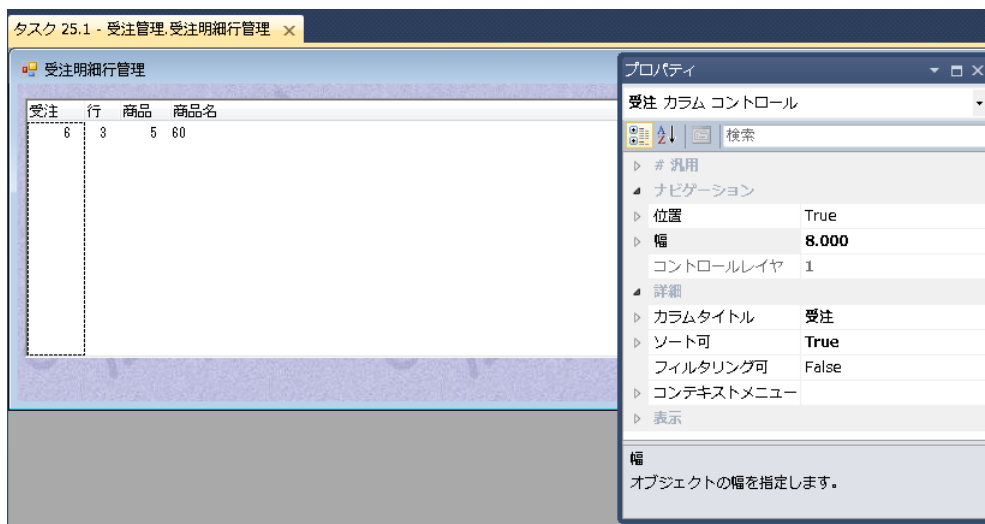 タスク 25.1 - 受注管理.受注明細行管理
受注明細行管理
受注 行 商品 商品名
6 3 5 60
プロパティ
受注 カラム コントロール
検索
# 汎用
ナビゲーション
位置 True
幅 8.000
コントロールレイヤ 1
詳細
カラムタイトル 受注
ソート可 True
フィルタリング可 False
コンテキストメニュー
表示
幅
オブジェクトの幅を指定します。